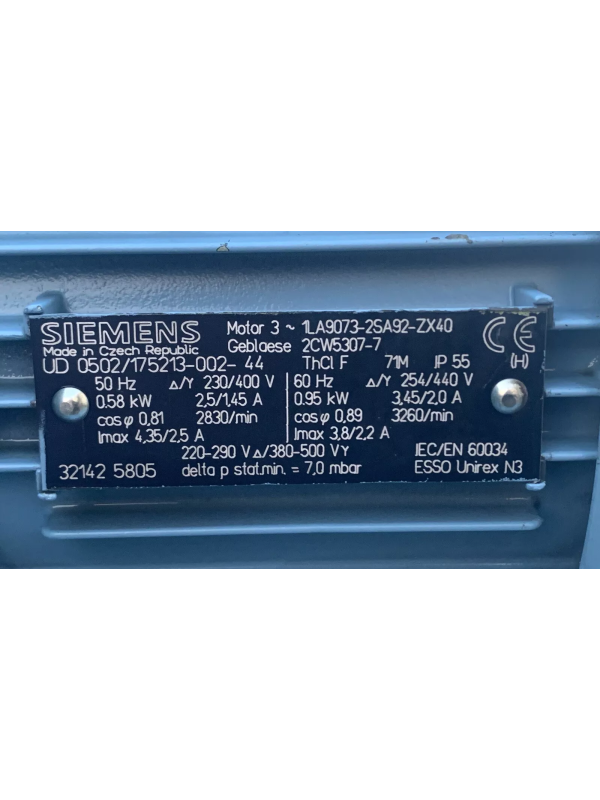 SIEMENS Motor 3 ~ 1LA9073-2SA92-ZX40 CE
Made in Czech Republic Geblaese 2CW5307-7
UD 0502/175213-002-44 ThCl F 71M IP 55 (H)
50 Hz Δ/Y 230/400 V 60 Hz Δ/Y 254/440 V
0.58 kW 2,5/1,45 A 0.95 kW 3,45/2,0 A
cosφ 0,81 2830/min cosφ 0,89 3260/min
Imax 4,35/2,5 A Imax 3,8/2,2 A
220-290 VΔ/380-500 VY IEC/EN 60034
32142 5805 delta p stat.min. = 7,0 mbar ESSO Unirex N3